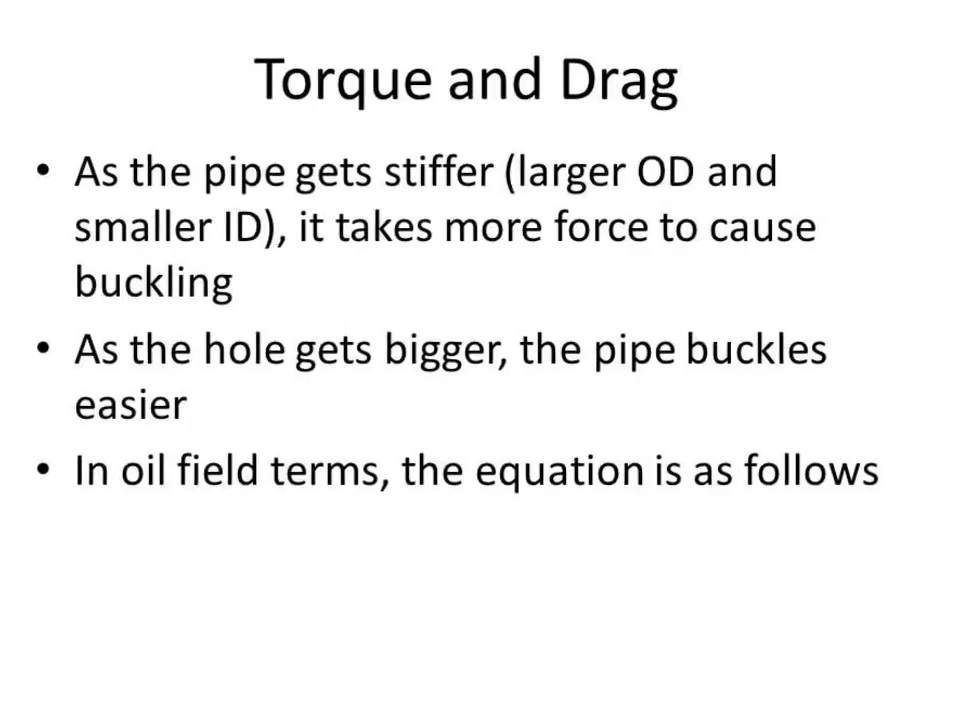 Torque and Drag
• As the pipe gets stiffer (larger OD and
smaller ID), it takes more force to cause
buckling
• As the hole gets bigger, the pipe buckles
easier
• In oil field terms, the equation is as follows